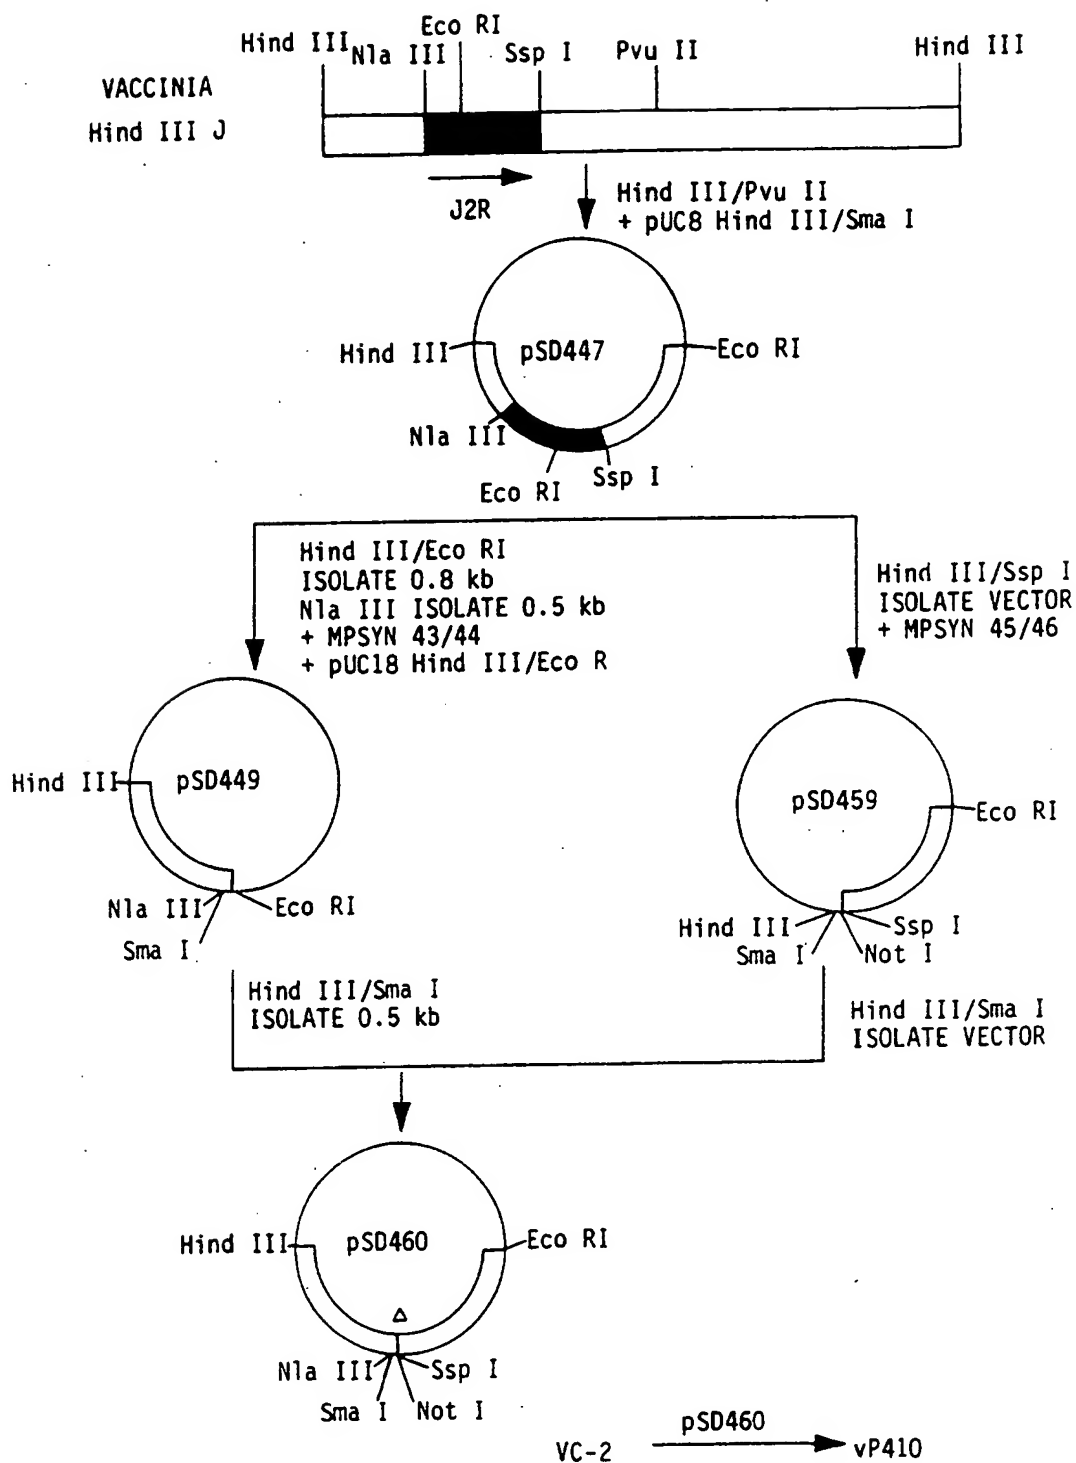 Hind III Nla III Eco RI Ssp I Pvu II Hind III
VACCINIA
Hind III J
J2R
Hind III/Pvu II
+ pUC8 Hind III/Sma I
Hind III
pSD447
Eco RI
Nla III
Eco RI
Ssp I
Hind III/Eco RI
ISOLATE 0.8 kb
Nla III ISOLATE 0.5 kb
+ MPSYN 43/44
+ pUC18 Hind III/Eco R
Hind III/Ssp I
ISOLATE VECTOR
+ MPSYN 45/46
Hind III
pSD449
Nla III
Eco RI
Sma I
pSD459
Eco RI
Hind III
Ssp I
Sma I
Not I
Hind III/Sma I
ISOLATE 0.5 kb
Hind III/Sma I
ISOLATE VECTOR
Hind III
pSD460
Eco RI
Δ
Nla III
Ssp I
Sma I
Not I
pSD460
VC-2
vP410